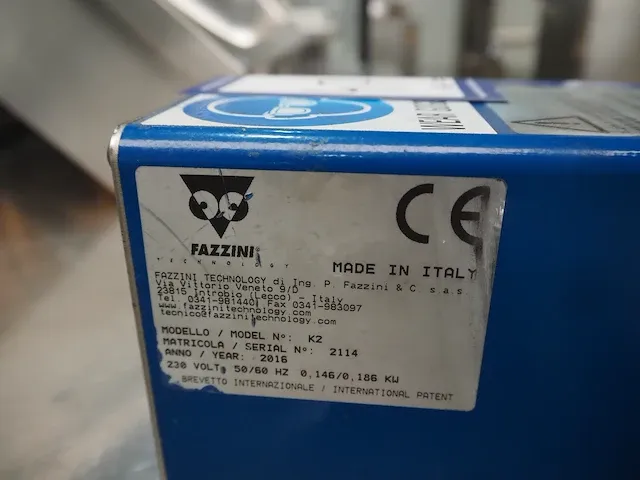 WEAR
FAZZINI
TECHNOLOGY
CE
MADE IN ITALY
FAZZINI TECHNOLOGY di Ing. P. Fazzini & C s.a.s
Via Vittorio Veneto 9/D
23815 Introbio (Lecco) - Italy
Tel. 0341-981440 Fax 0341-983097
www.fazzinitechnology.com
tecnico@fazzinitechnology.com
MODELLO / MODEL N°: K2
MATRICOLA / SERIAL N°: 2114
ANNO / YEAR: 2016
230 VOLT, 50/60 HZ 0,146/0,186 KW
BREVETTO INTERNAZIONALE / INTERNATIONAL PATENT